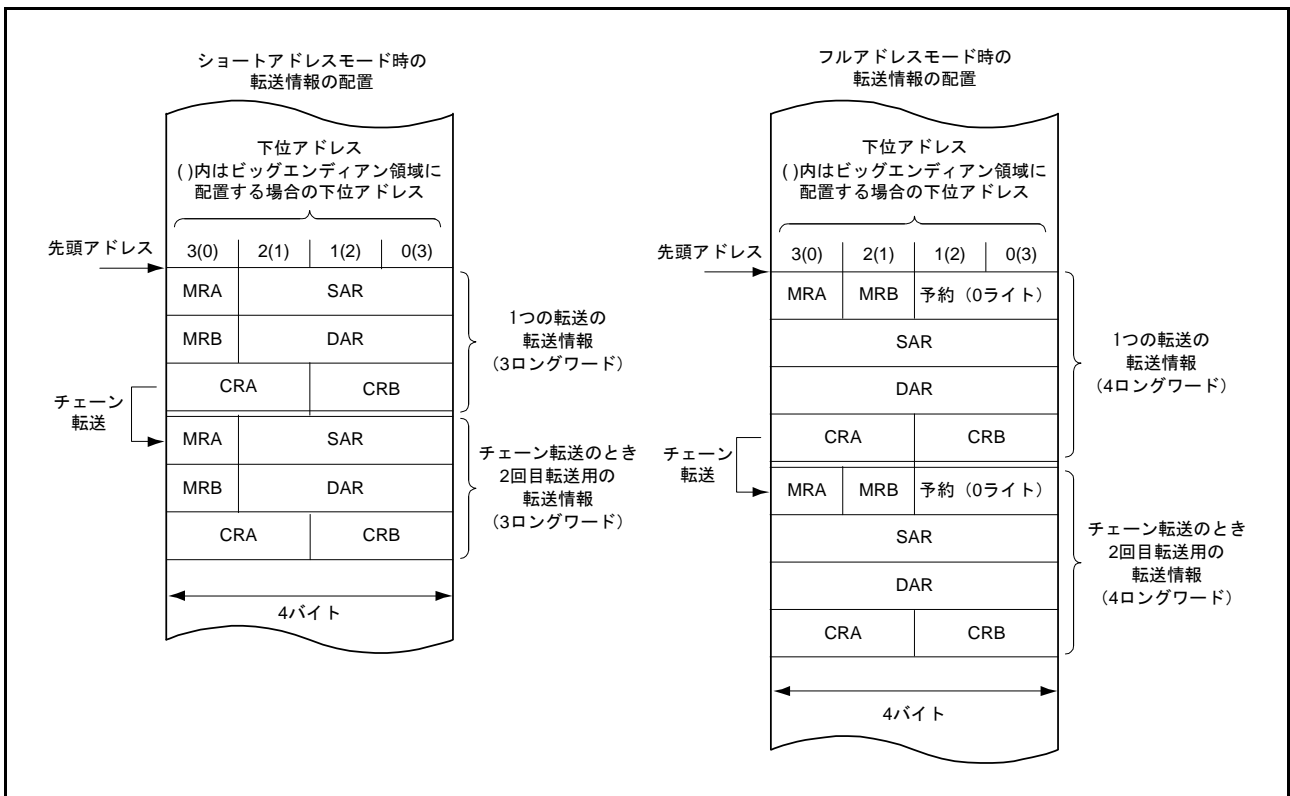 ショートアドレスモード時の
転送情報の配置
下位アドレス
( )内はビッグエンディアン領域に
配置する場合の下位アドレス
先頭アドレス
3(0) 2(1) 1(2) 0(3)
MRA SAR
MRB DAR
CRA CRB
1つの転送の
転送情報
（3ロングワード）
チェーン
転送
MRA SAR
MRB DAR
CRA CRB
チェーン転送のとき
2回目転送用の
転送情報
（3ロングワード）
4バイト
フルアドレスモード時の
転送情報の配置
下位アドレス
( )内はビッグエンディアン領域に
配置する場合の下位アドレス
先頭アドレス
3(0) 2(1) 1(2) 0(3)
MRA MRB 予約（0ライト）
SAR
DAR
CRA CRB
1つの転送の
転送情報
（4ロングワード）
チェーン
転送
MRA MRB 予約（0ライト）
SAR
DAR
CRA CRB
チェーン転送のとき
2回目転送用の
転送情報
（4ロングワード）
4バイト